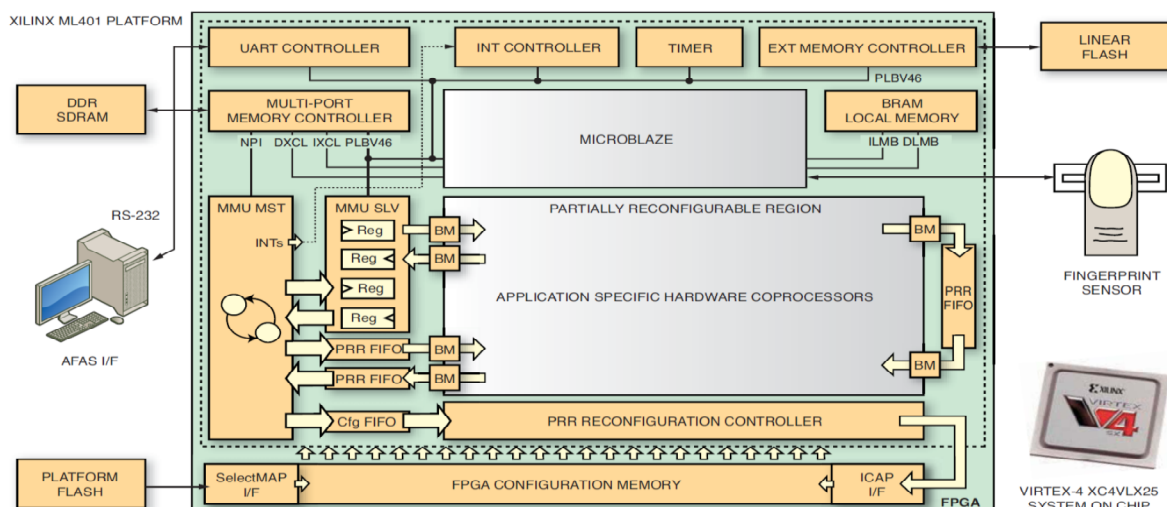 XILINX ML401 PLATFORM
UART CONTROLLER
INT CONTROLLER
TIMER
EXT MEMORY CONTROLLER
LINEAR
FLASH
PLBV46
DDR
SDRAM
MULTI-PORT
MEMORY CONTROLLER
NPI DXCL IXCL PLBV46
MICROBLAZE
BRAM
LOCAL MEMORY
ILMB DLMB
RS-232
MMU MST
INTs
MMU SLV
Reg
Reg
Reg
Reg
BM
BM
PARTIALLY RECONFIGURABLE REGION
APPLICATION SPECIFIC HARDWARE COPROCESSORS
BM
PRR
FIFO
BM
FINGERPRINT
SENSOR
AFAS I/F
PRR FIFO
BM
PRR FIFO
BM
Cfg FIFO
PRR RECONFIGURATION CONTROLLER
XILINX
VIRTEX
4
PLATFORM
FLASH
SelectMAP
I/F
FPGA CONFIGURATION MEMORY
ICAP
I/F
FPGA
VIRTEX-4 XC4VLX25
SYSTEM ON CHIP